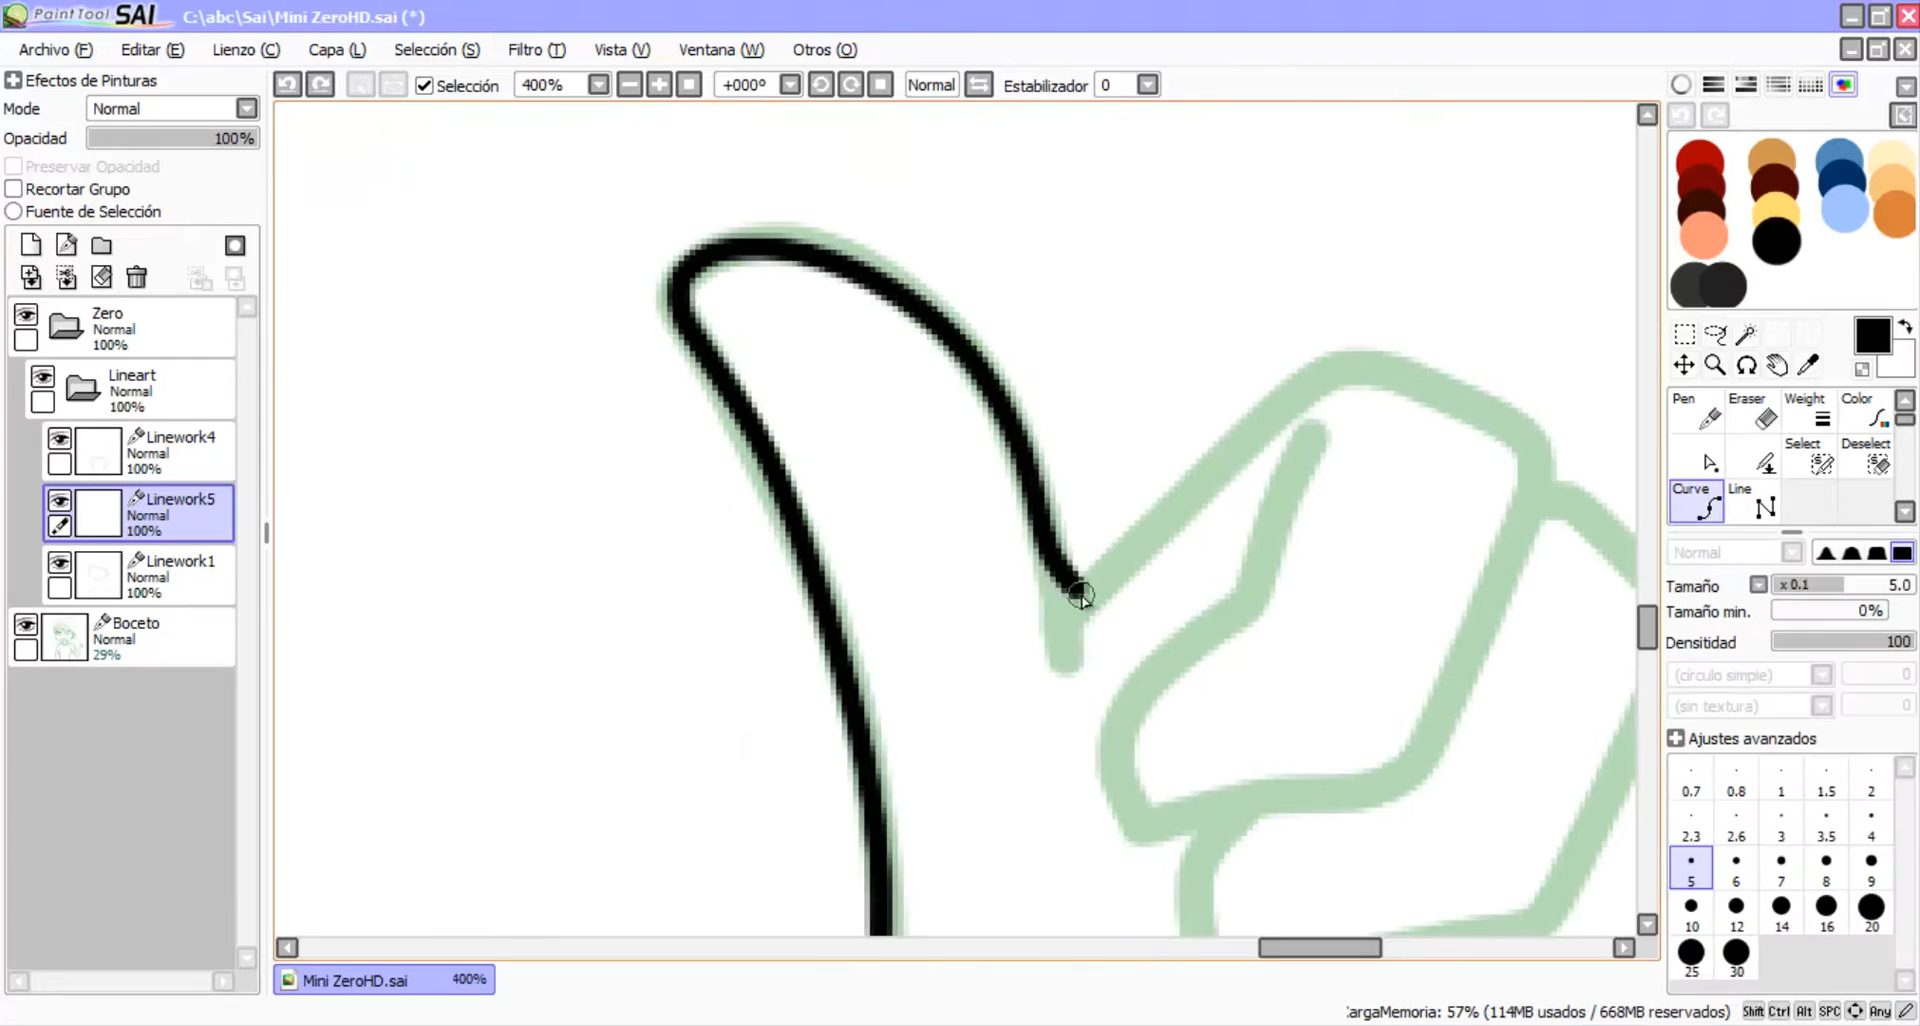 PaintTool SAI C:\abc\Sai\Mini ZeroHD.sai (*)
Archivo (F) Editar (E) Lienzo (C) Capa (L) Selección (S) Filtro (T) Vista (V) Ventana (W) Otros (O)
Efectos de Pinturas
Selección 400% +000º Normal Estabilizador 0
Mode Normal
Opacidad 100%
Preservar Opacidad
Recortar Grupo
Fuente de Selección
Zero
Normal
100%
Lineart
Normal
100%
Linework4
Normal
100%
Linework5
Normal
100%
Linework1
Normal
100%
Boceto
Normal
29%
Pen Eraser Weight Color
Select Deselect
Curve Line
Normal
Tamaño x 0.1 5.0
Tamaño min. 0%
Densitidad 100
(circulo simple) 0
(sin textura) 0
Ajustes avanzados
0.7 0.8 1 1.5 2
2.3 2.6 3 3.5 4
5 6 7 8 9
10 12 14 16 20
25 30
Mini ZeroHD.sai 400%
argaMemoria: 57% (114MB usados / 668MB reservados) Shift Ctrl Alt SPC Any